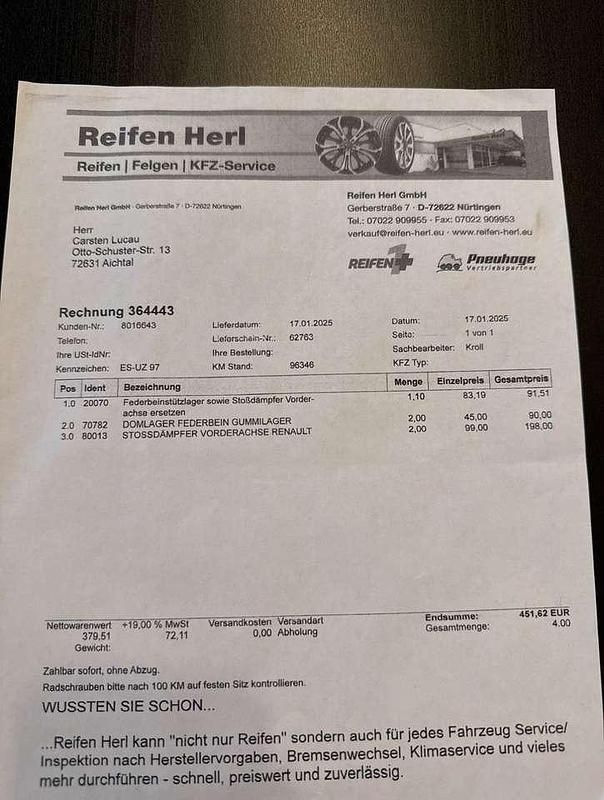 Reifen Herl
Reifen | Felgen | KFZ-Service
Reifen Herl GmbH · Gerberstraße 7 · D-72622 Nürtingen
Reifen Herl GmbH
Gerberstraße 7 · D-72622 Nürtingen
Tel.: 07022 909955 · Fax: 07022 909953
verkauf@reifen-herl.eu · www.reifen-herl.eu
REIFEN1+
Pneuhage
Vertriebspartner
Herr
Carsten Lucau
Otto-Schuster-Str. 13
72631 Aichtal
Rechnung 364443
Kunden-Nr.: 8016643 Lieferdatum: 17.01.2025 Datum: 17.01.2025
Telefon: Lieferschein-Nr.: 62763 Seite: 1 von 1
Ihre USt-IdNr: Ihre Bestellung: Sachbearbeiter: Kroll
Kennzeichen: ES-UZ 97 KM Stand: 96346 KFZ Typ:
Pos Ident Bezeichnung Menge Einzelpreis Gesamtpreis
1.0 20070 Federbeinstützlager sowie Stoßdämpfer Vorder- 1,10 83,19 91,51
achse ersetzen
2.0 70782 DOMLAGER FEDERBEIN GUMMILAGER 2,00 45,00 90,00
3.0 80013 STOSSDÄMPFER VORDERACHSE RENAULT 2,00 99,00 198,00
Nettowarenwert +19,00 % MwSt Versandkosten Versandart Endsumme: 451,62 EUR
379,51 72,11 0,00 Abholung Gesamtmenge: 4.00
Gewicht:
Zahlbar sofort, ohne Abzug.
Radschrauben bitte nach 100 KM auf festen Sitz kontrollieren.
WUSSTEN SIE SCHON...
...Reifen Herl kann "nicht nur Reifen" sondern auch für jedes Fahrzeug Service/
Inspektion nach Herstellervorgaben, Bremsenwechsel, Klimaservice und vieles
mehr durchführen - schnell, preiswert und zuverlässig.